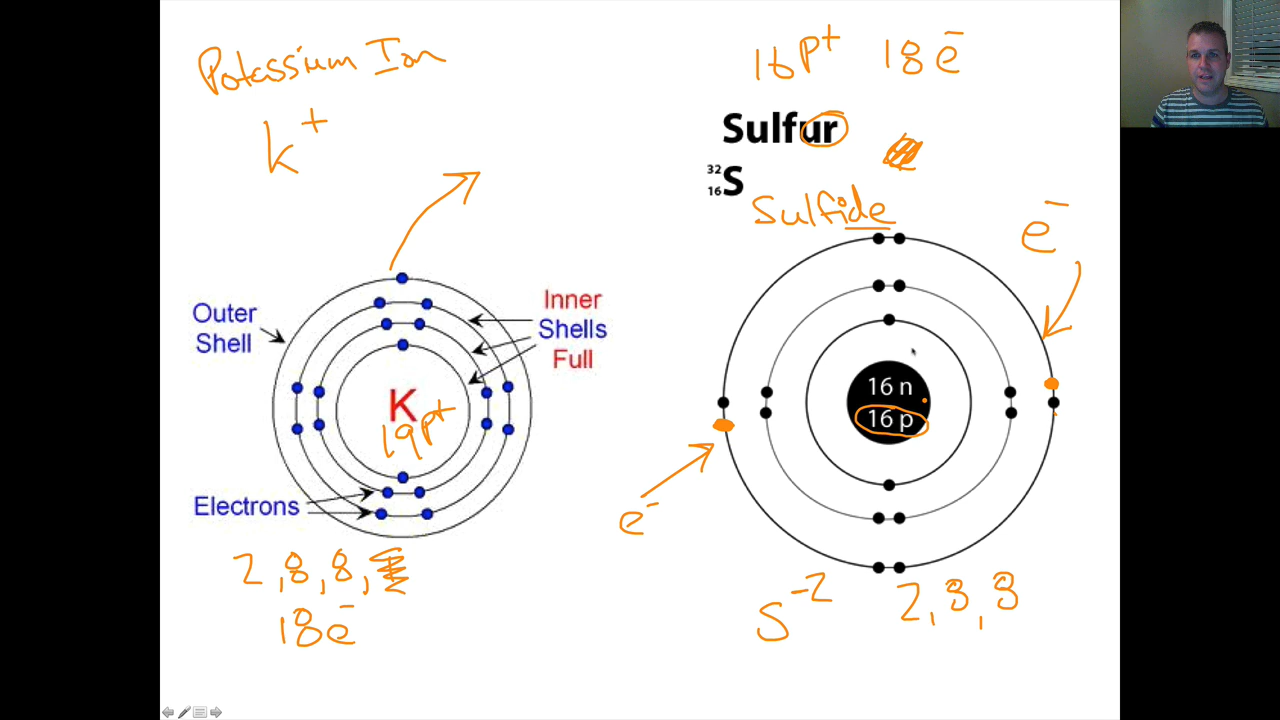 Potassium Ion
K+
Outer
Shell
Inner
Shells
Full
K
19p+
Electrons
2,8,8,
18e-
16p+ 18e-
Sulfur
32
16
S
Sulfide
e-
16 n
16 p
e-
S-2
2,8,8